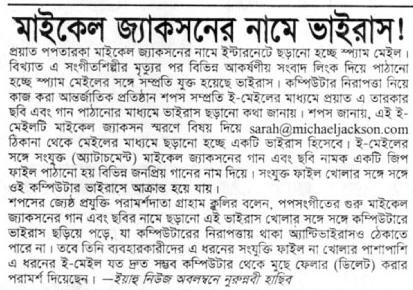 মাইকেল জ্যাকসনের নামে ভাইরাস!
প্রয়াত পপতারকা মাইকেল জ্যাকসনের নামে ইন্টারনেটে ছড়ানো হচ্ছে স্প্যাম মেইল।
বিখ্যাত এ সংগীতশিল্পীর মৃত্যুর পর বিভিন্ন আকর্ষণীয় সংবাদ লিংক দিয়ে পাঠানো
হচ্ছে স্প্যাম মেইলের সঙ্গে সম্প্রতি যুক্ত হয়েছে ভাইরাস। কম্পিউটার নিরাপত্তা নিয়ে
কাজ করা আন্তর্জাতিক প্রতিষ্ঠান শপস সম্প্রতি ই-মেইলের মাধ্যমে প্রয়াত এ তারকার
ছবি এবং গান পাঠানোর মাধ্যমে ভাইরাস ছড়ানো কথা জানায়। শপস জানায়, এই ই-
মেইলটি মাইকেল জ্যাকসন স্মরণে বিষয় দিয়ে sarah@michaeljackson.com
ঠিকানা থেকে মেইলের মাধ্যমে ছড়ানো হচ্ছে একটি ভাইরাস হিসেবে। ই-মেইলের
সঙ্গে সংযুক্ত (অ্যাটাচমেন্ট) মাইকেল জ্যাকসনের গান এবং ছবি নামক একটি জিপ
ফাইল পাঠানো হয় বিভিন্ন জনপ্রিয় গানের নাম দিয়ে। সংযুক্ত ফাইল খোলার সঙ্গে সঙ্গে
ওই কম্পিউটার ভাইরাসে আক্রান্ত হয়ে যায়।
শপসের জ্যেষ্ঠ প্রযুক্তি পরামর্শদাতা গ্রাহাম ক্লুলি বলেন, পপসংগীতের গুরু মাইকেল
জ্যাকসনের গান এবং ছবির নামে ছড়ানো এই ভাইরাস খোলার সঙ্গে সঙ্গে কম্পিউটারে
ভাইরাস ছড়িয়ে পড়ে, যা কম্পিউটারের নিরাপত্তায় থাকা অ্যান্টিভাইরাসও ঠেকাতে
পারে না। তবে তিনি ব্যবহারকারীদের এ ধরনের সংযুক্তি ফাইল না খোলার পাশাপাশি
এ ধরনের ই-মেইল যত দ্রুত সম্ভব কম্পিউটার থেকে মুছে ফেলার (ডিলেট) করার
পরামর্শ দিয়েছেন। –ইয়াহু নিউজ অবলম্বনে নুরুন্নবী হাছিব